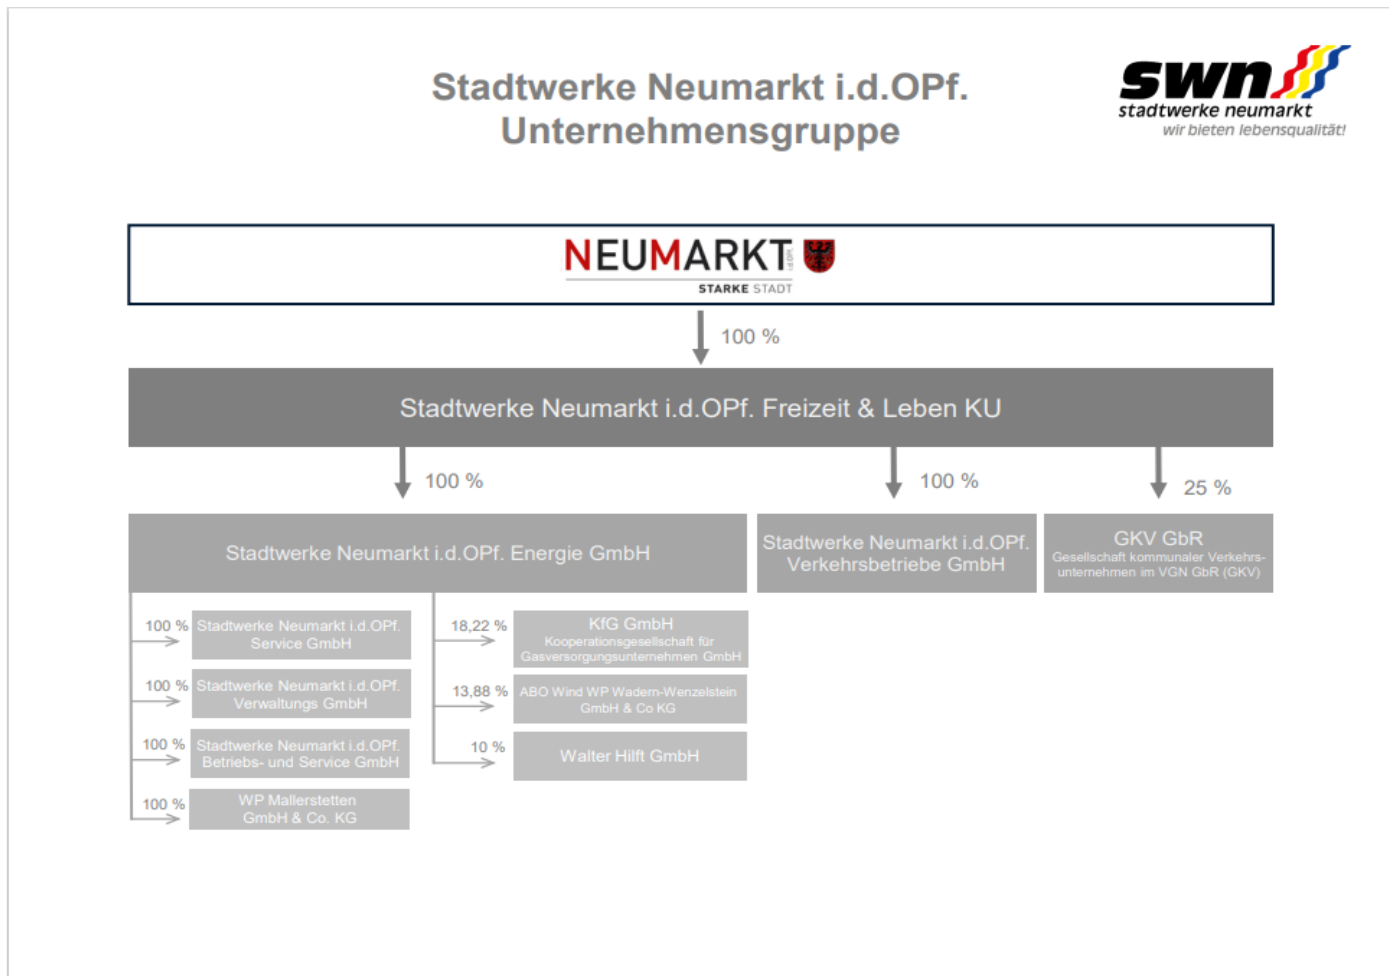 Stadtwerke Neumarkt i.d.OPf.
Unternehmensgruppe
swn
stadtwerke neumarkt
wir bieten lebensqualität!
NEUMARKT i.d.OPf.
STARKE STADT
100 %
Stadtwerke Neumarkt i.d.OPf. Freizeit & Leben KU
100 %
100 %
25 %
Stadtwerke Neumarkt i.d.OPf. Energie GmbH
Stadtwerke Neumarkt i.d.OPf.
Verkehrsbetriebe GmbH
GKV GbR
Gesellschaft kommunaler Verkehrs-
unternehmen im VGN GbR (GKV)
100 %
Stadtwerke Neumarkt i.d.OPf.
Service GmbH
100 %
Stadtwerke Neumarkt i.d.OPf.
Verwaltungs GmbH
100 %
Stadtwerke Neumarkt i.d.OPf.
Betriebs- und Service GmbH
100 %
WP Mallerstetten
GmbH & Co. KG
18,22 %
KfG GmbH
Kooperationsgesellschaft für
Gasversorgungsunternehmen GmbH
13,88 %
ABO Wind WP Wadern-Wenzelstein
GmbH & Co KG
10 %
Walter Hilft GmbH